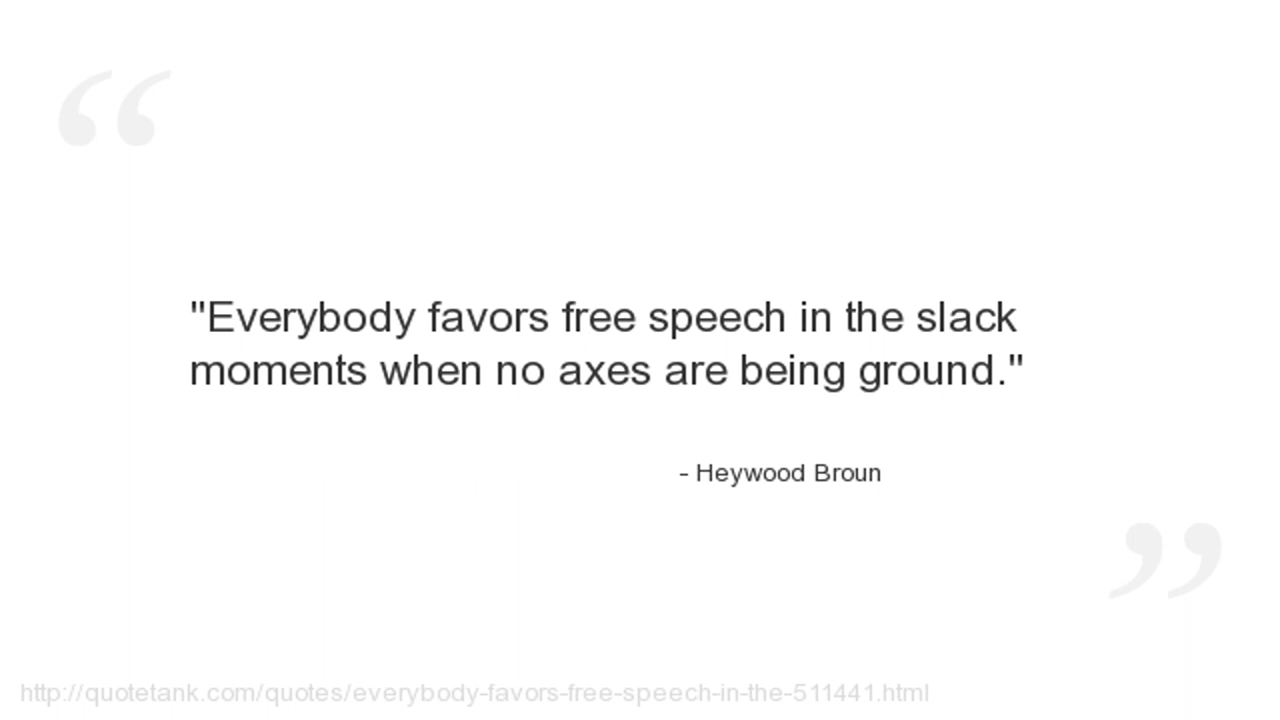 "Everybody favors free speech in the slack
moments when no axes are being ground."
- Heywood Broun
http://quotetank.com/quotes/everybody-favors-free-speech-in-the-511441.html